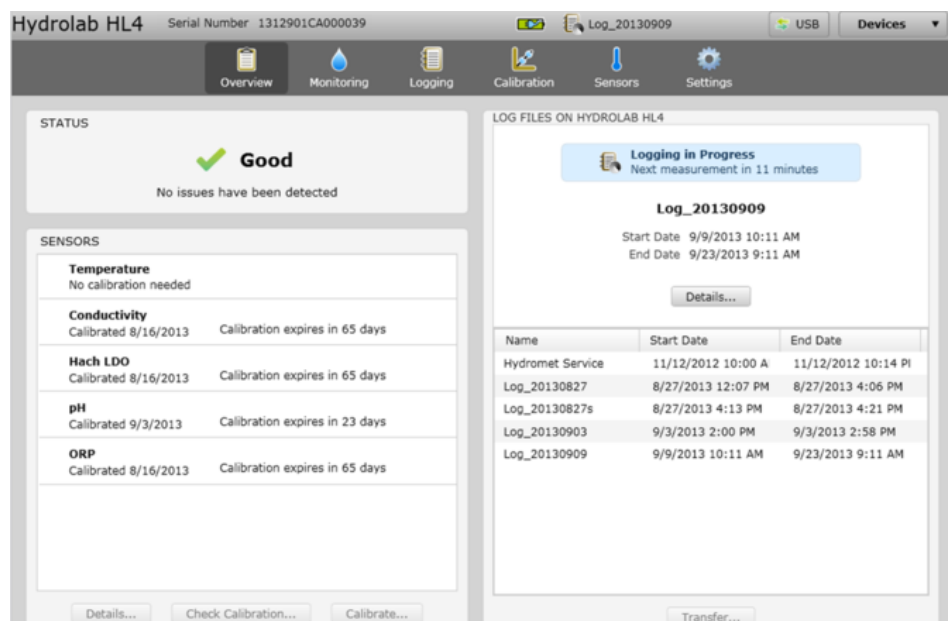 Hydrolab HL4 Serial Number 1312901CA000039 Log_20130909 USB Devices
Overview Monitoring Logging Calibration Sensors Settings
STATUS
Good
No issues have been detected
SENSORS
Temperature
No calibration needed
Conductivity
Calibrated 8/16/2013 Calibration expires in 65 days
Hach LDO
Calibrated 8/16/2013 Calibration expires in 65 days
pH
Calibrated 9/3/2013 Calibration expires in 23 days
ORP
Calibrated 8/16/2013 Calibration expires in 65 days
Details... Check Calibration... Calibrate...
LOG FILES ON HYDROLAB HL4
Logging in Progress
Next measurement in 11 minutes
Log_20130909
Start Date 9/9/2013 10:11 AM
End Date 9/23/2013 9:11 AM
Details...
Name Start Date End Date
Hydromet Service 11/12/2012 10:00 A 11/12/2012 10:14 PI
Log_20130827 8/27/2013 12:07 PM 8/27/2013 4:06 PM
Log_20130827s 8/27/2013 4:13 PM 8/27/2013 4:21 PM
Log_20130903 9/3/2013 2:00 PM 9/3/2013 2:58 PM
Log_20130909 9/9/2013 10:11 AM 9/23/2013 9:11 AM
Transfer...